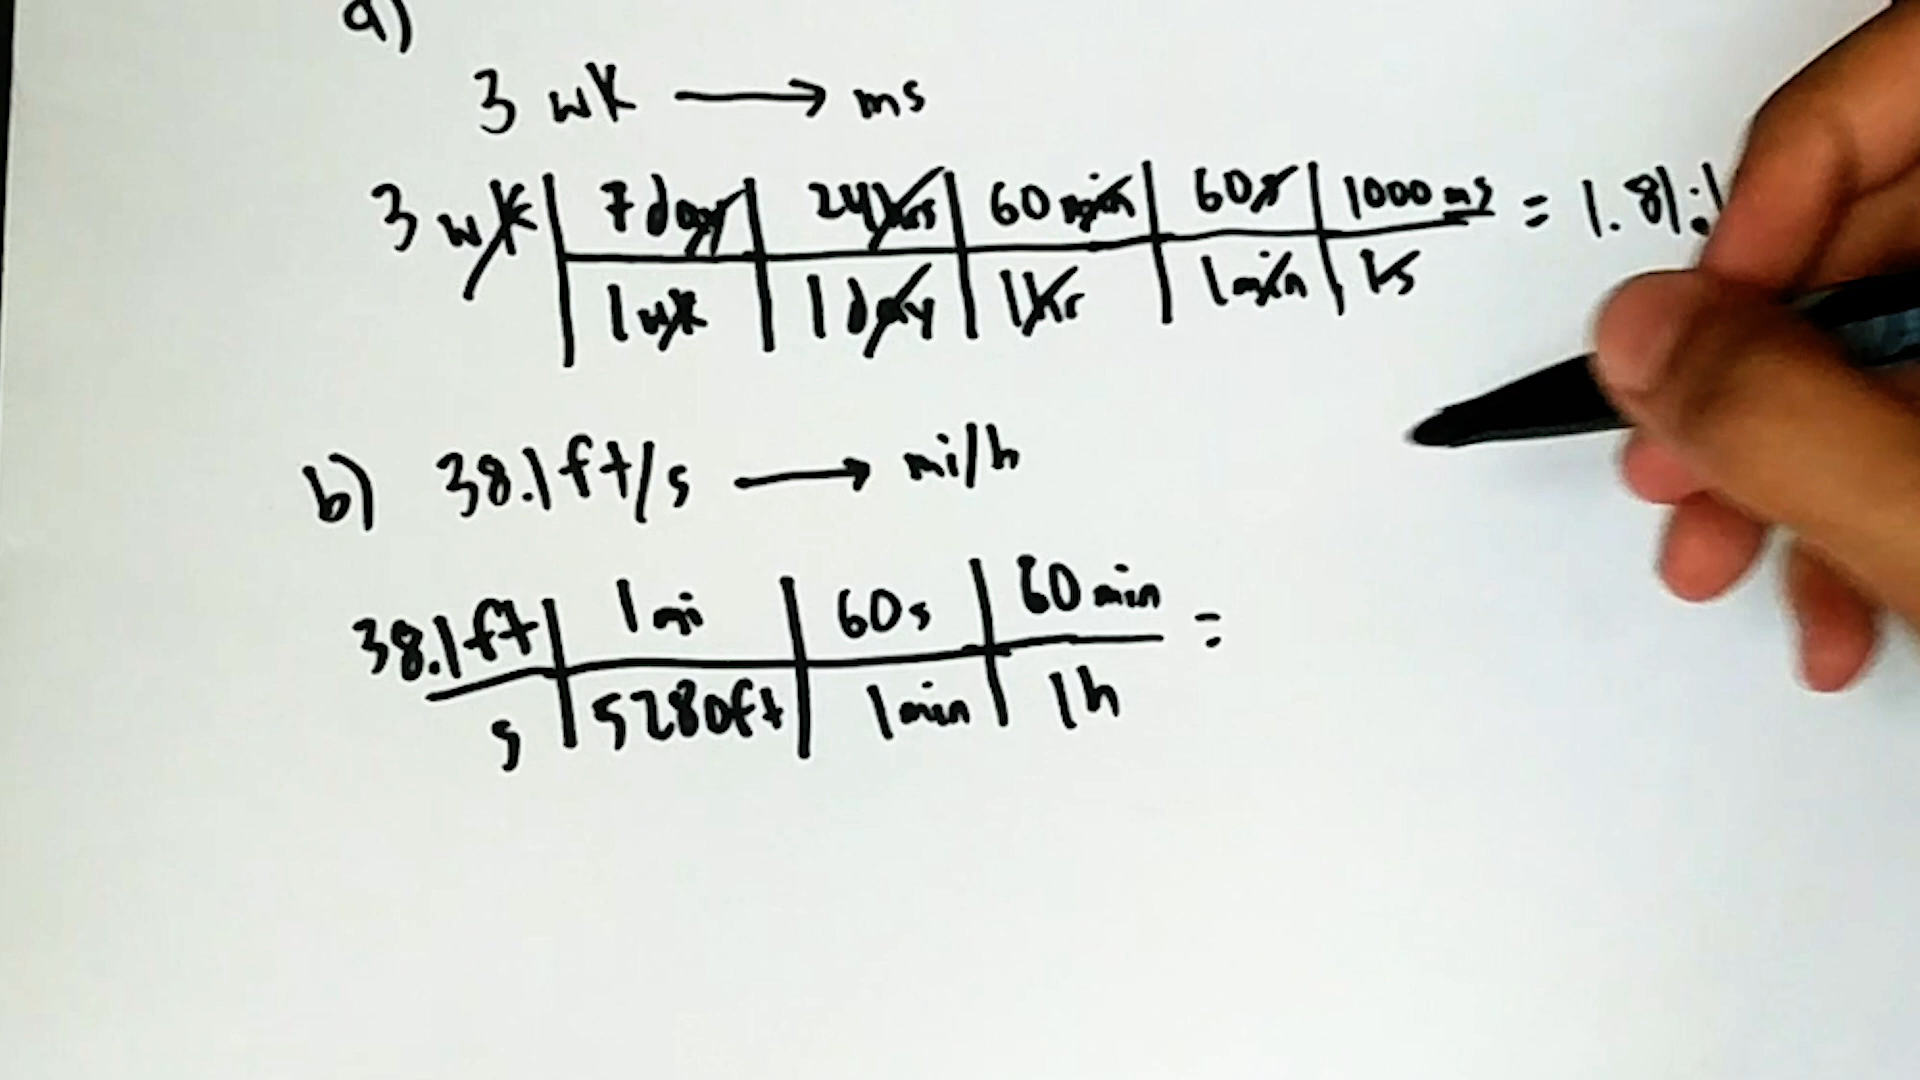 a)
3 wk → ms
3 wk | 7 day | 24 hrs | 60 min | 60 s | 1000 ms = 1.81
1 wk | 1 day | 1 hr | 1 min | 1 s
b) 38.1 ft/s → mi/h
38.1 ft | 1 mi | 60 s | 60 min =
s | 5280 ft | 1 min | 1 h